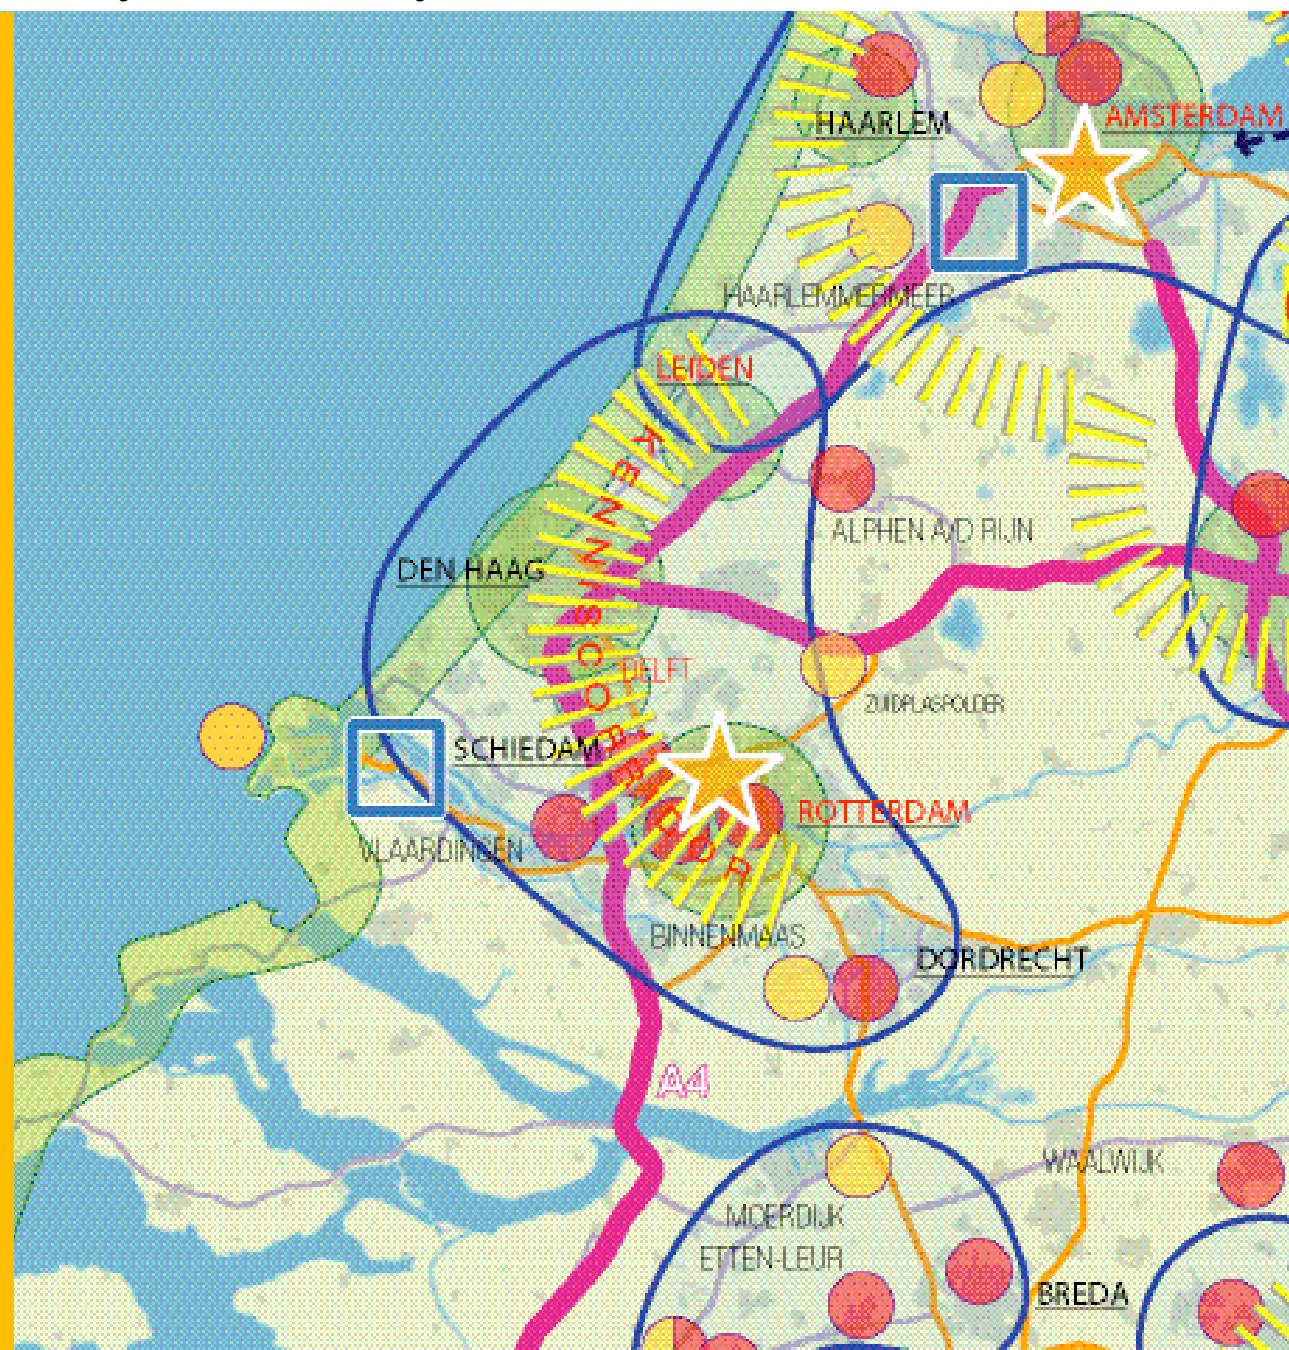 HAARLEM
AMSTERDAM
HAARLEMMERMEER
LEIDEN
KENNISCORRIDOR
ALPHEN A/D RIJN
DEN HAAG
DELFT
ZUIDPLASPOLDER
SCHIEDAM
ROTTERDAM
VLAARDINGEN
BINNENMAAS
DORDRECHT
A4
WAALWIJK
MOERDIJK
ETTEN-LEUR
BREDA